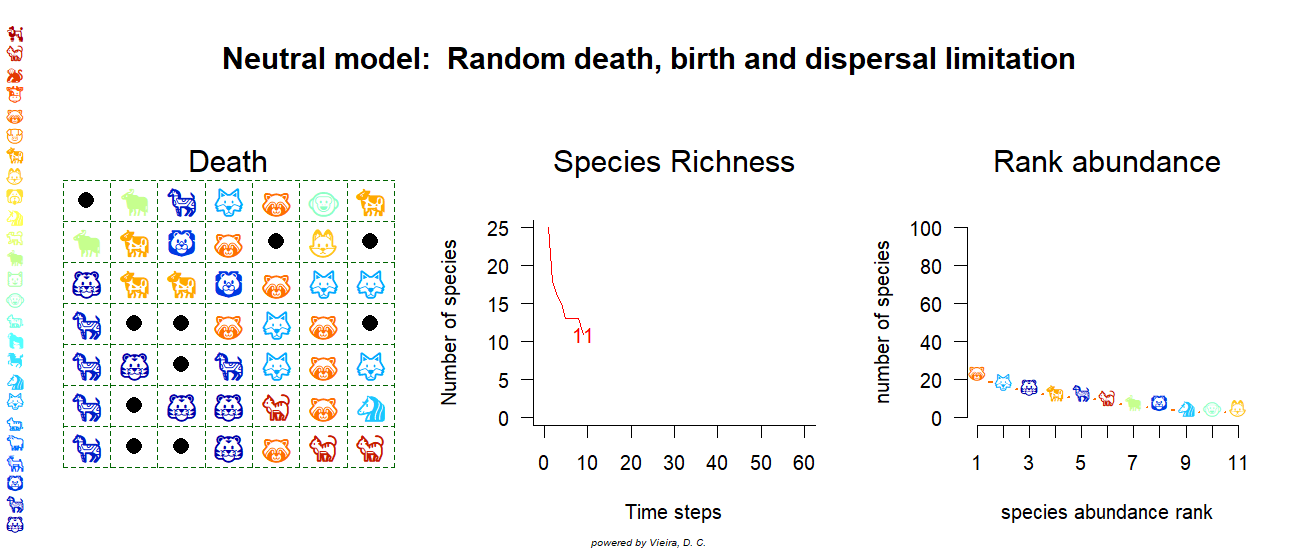 Neutral model:  Random death, birth and dispersal limitation
Death
Species Richness
Number of species
25
20
15
10
5
0
11
0 10 20 30 40 50 60
Time steps
Rank abundance
number of species
100
80
60
40
20
0
1 3 5 7 9 11
species abundance rank
powered by Vieira, D. C.